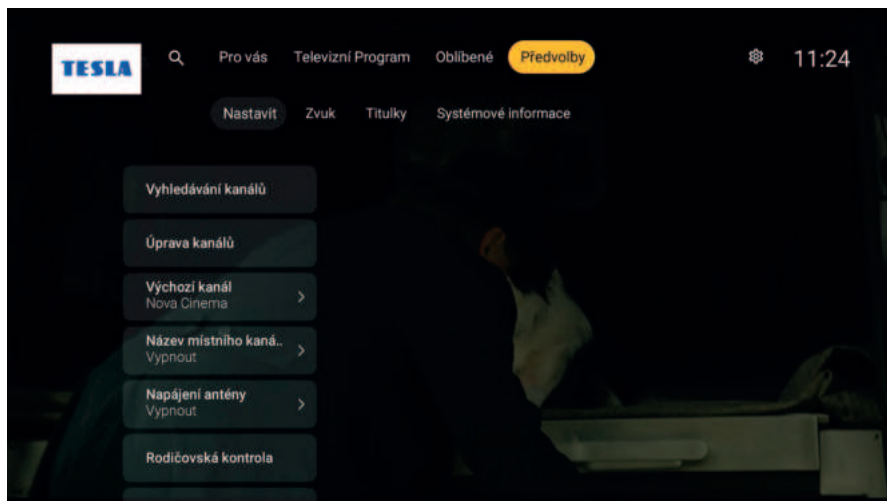 TESLA
Pro vás Televizní Program Oblíbené Předvolby 11:24
Nastavit Zvuk Titulky Systémové informace
Vyhledávání kanálů
Úprava kanálů
Výchozí kanál
Nova Cinema
Název místního kaná..
Vypnout
Napájení antény
Vypnout
Rodičovská kontrola